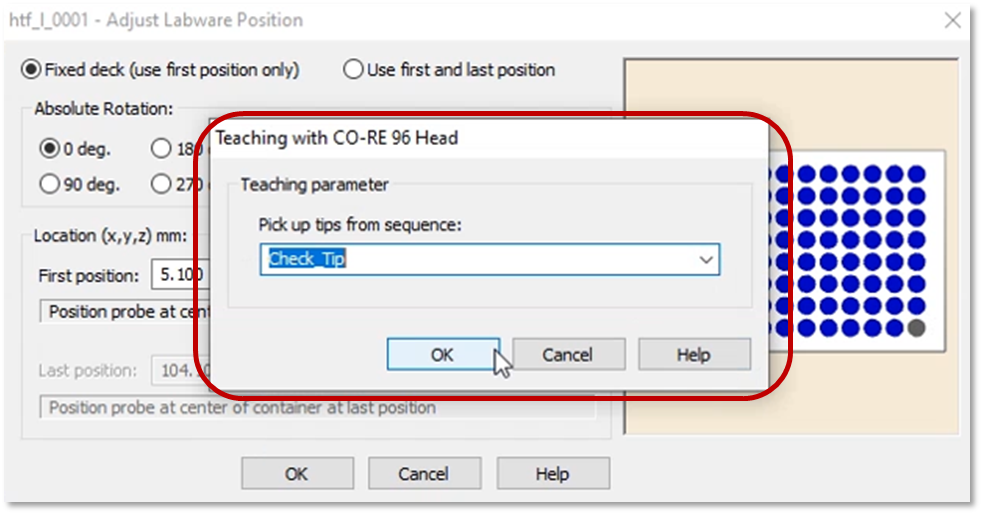 htf_l_0001 - Adjust Labware Position
Fixed deck (use first position only)
Use first and last position
Absolute Rotation:
0 deg.
180
90 deg.
270
Teaching with CO-RE 96 Head
Teaching parameter
Pick up tips from sequence:
Check_Tip
OK
Cancel
Help
Location (x,y,z) mm:
First position:
5.100
Position probe at cent
Last position:
104.
Position probe at center of container at last position
OK
Cancel
Help